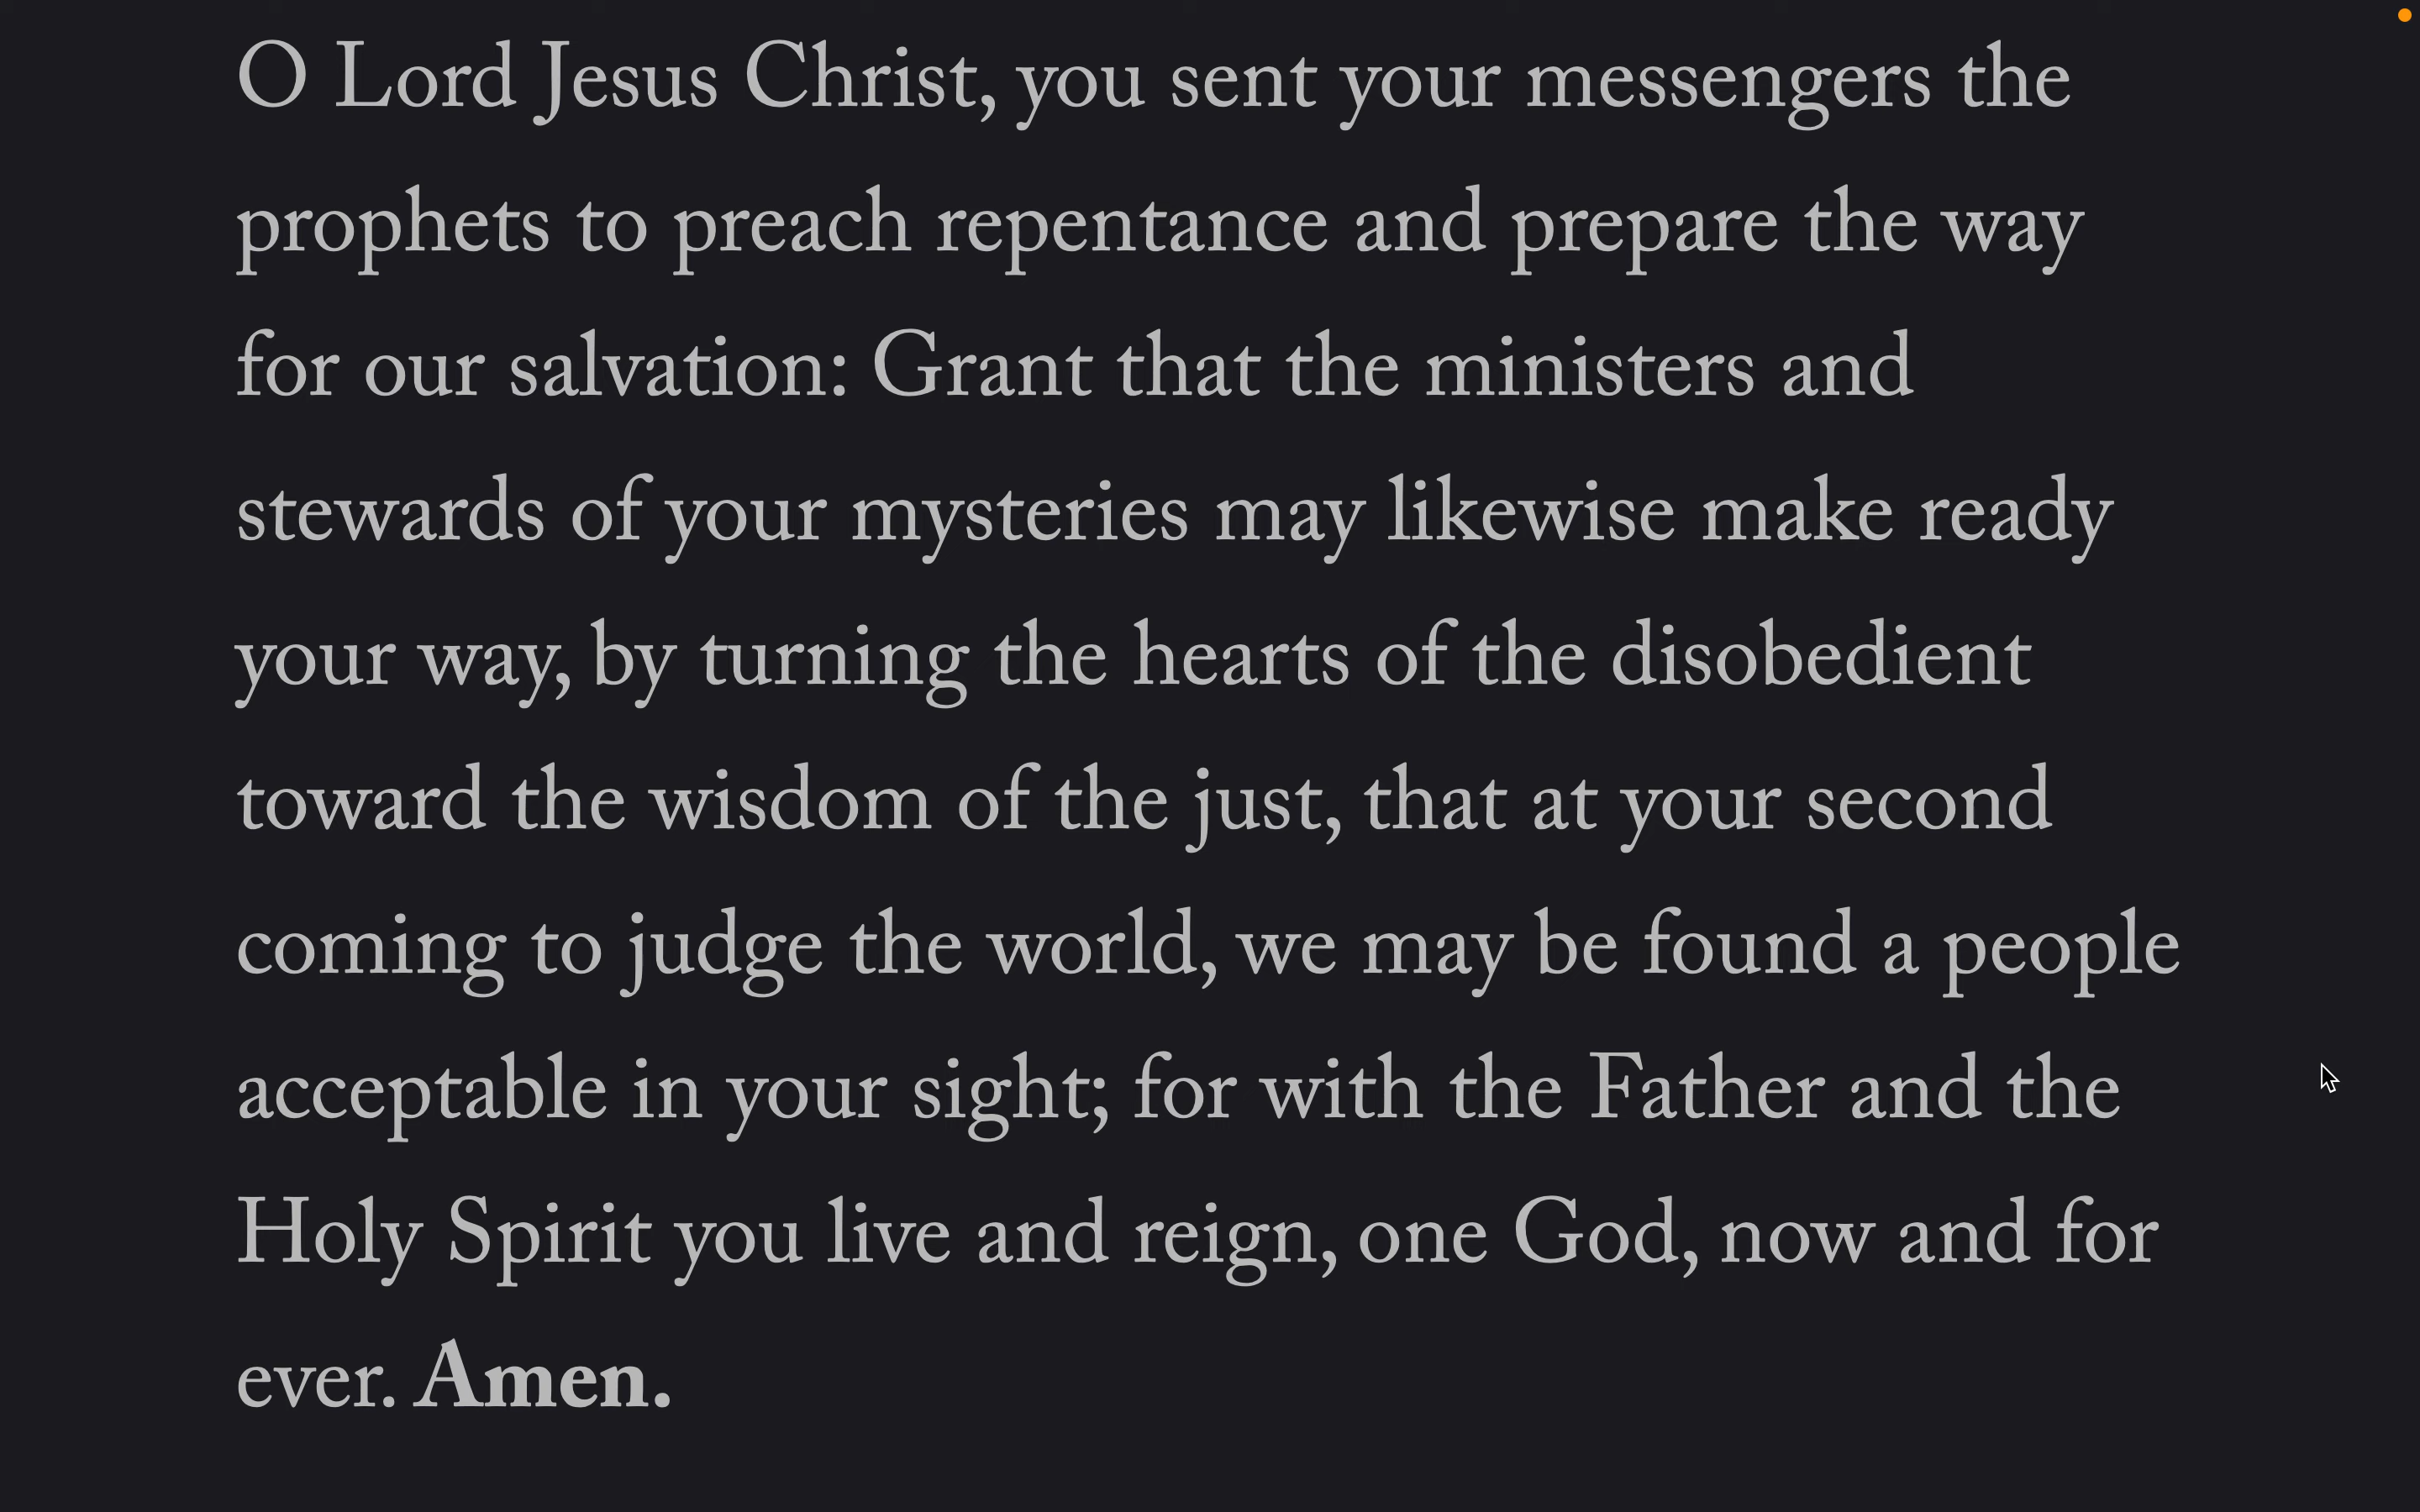 O Lord Jesus Christ, you sent your messengers the
prophets to preach repentance and prepare the way
for our salvation: Grant that the ministers and
stewards of your mysteries may likewise make ready
your way, by turning the hearts of the disobedient
toward the wisdom of the just, that at your second
coming to judge the world, we may be found a people
acceptable in your sight; for with the Father and the
Holy Spirit you live and reign, one God, now and for
ever. Amen.